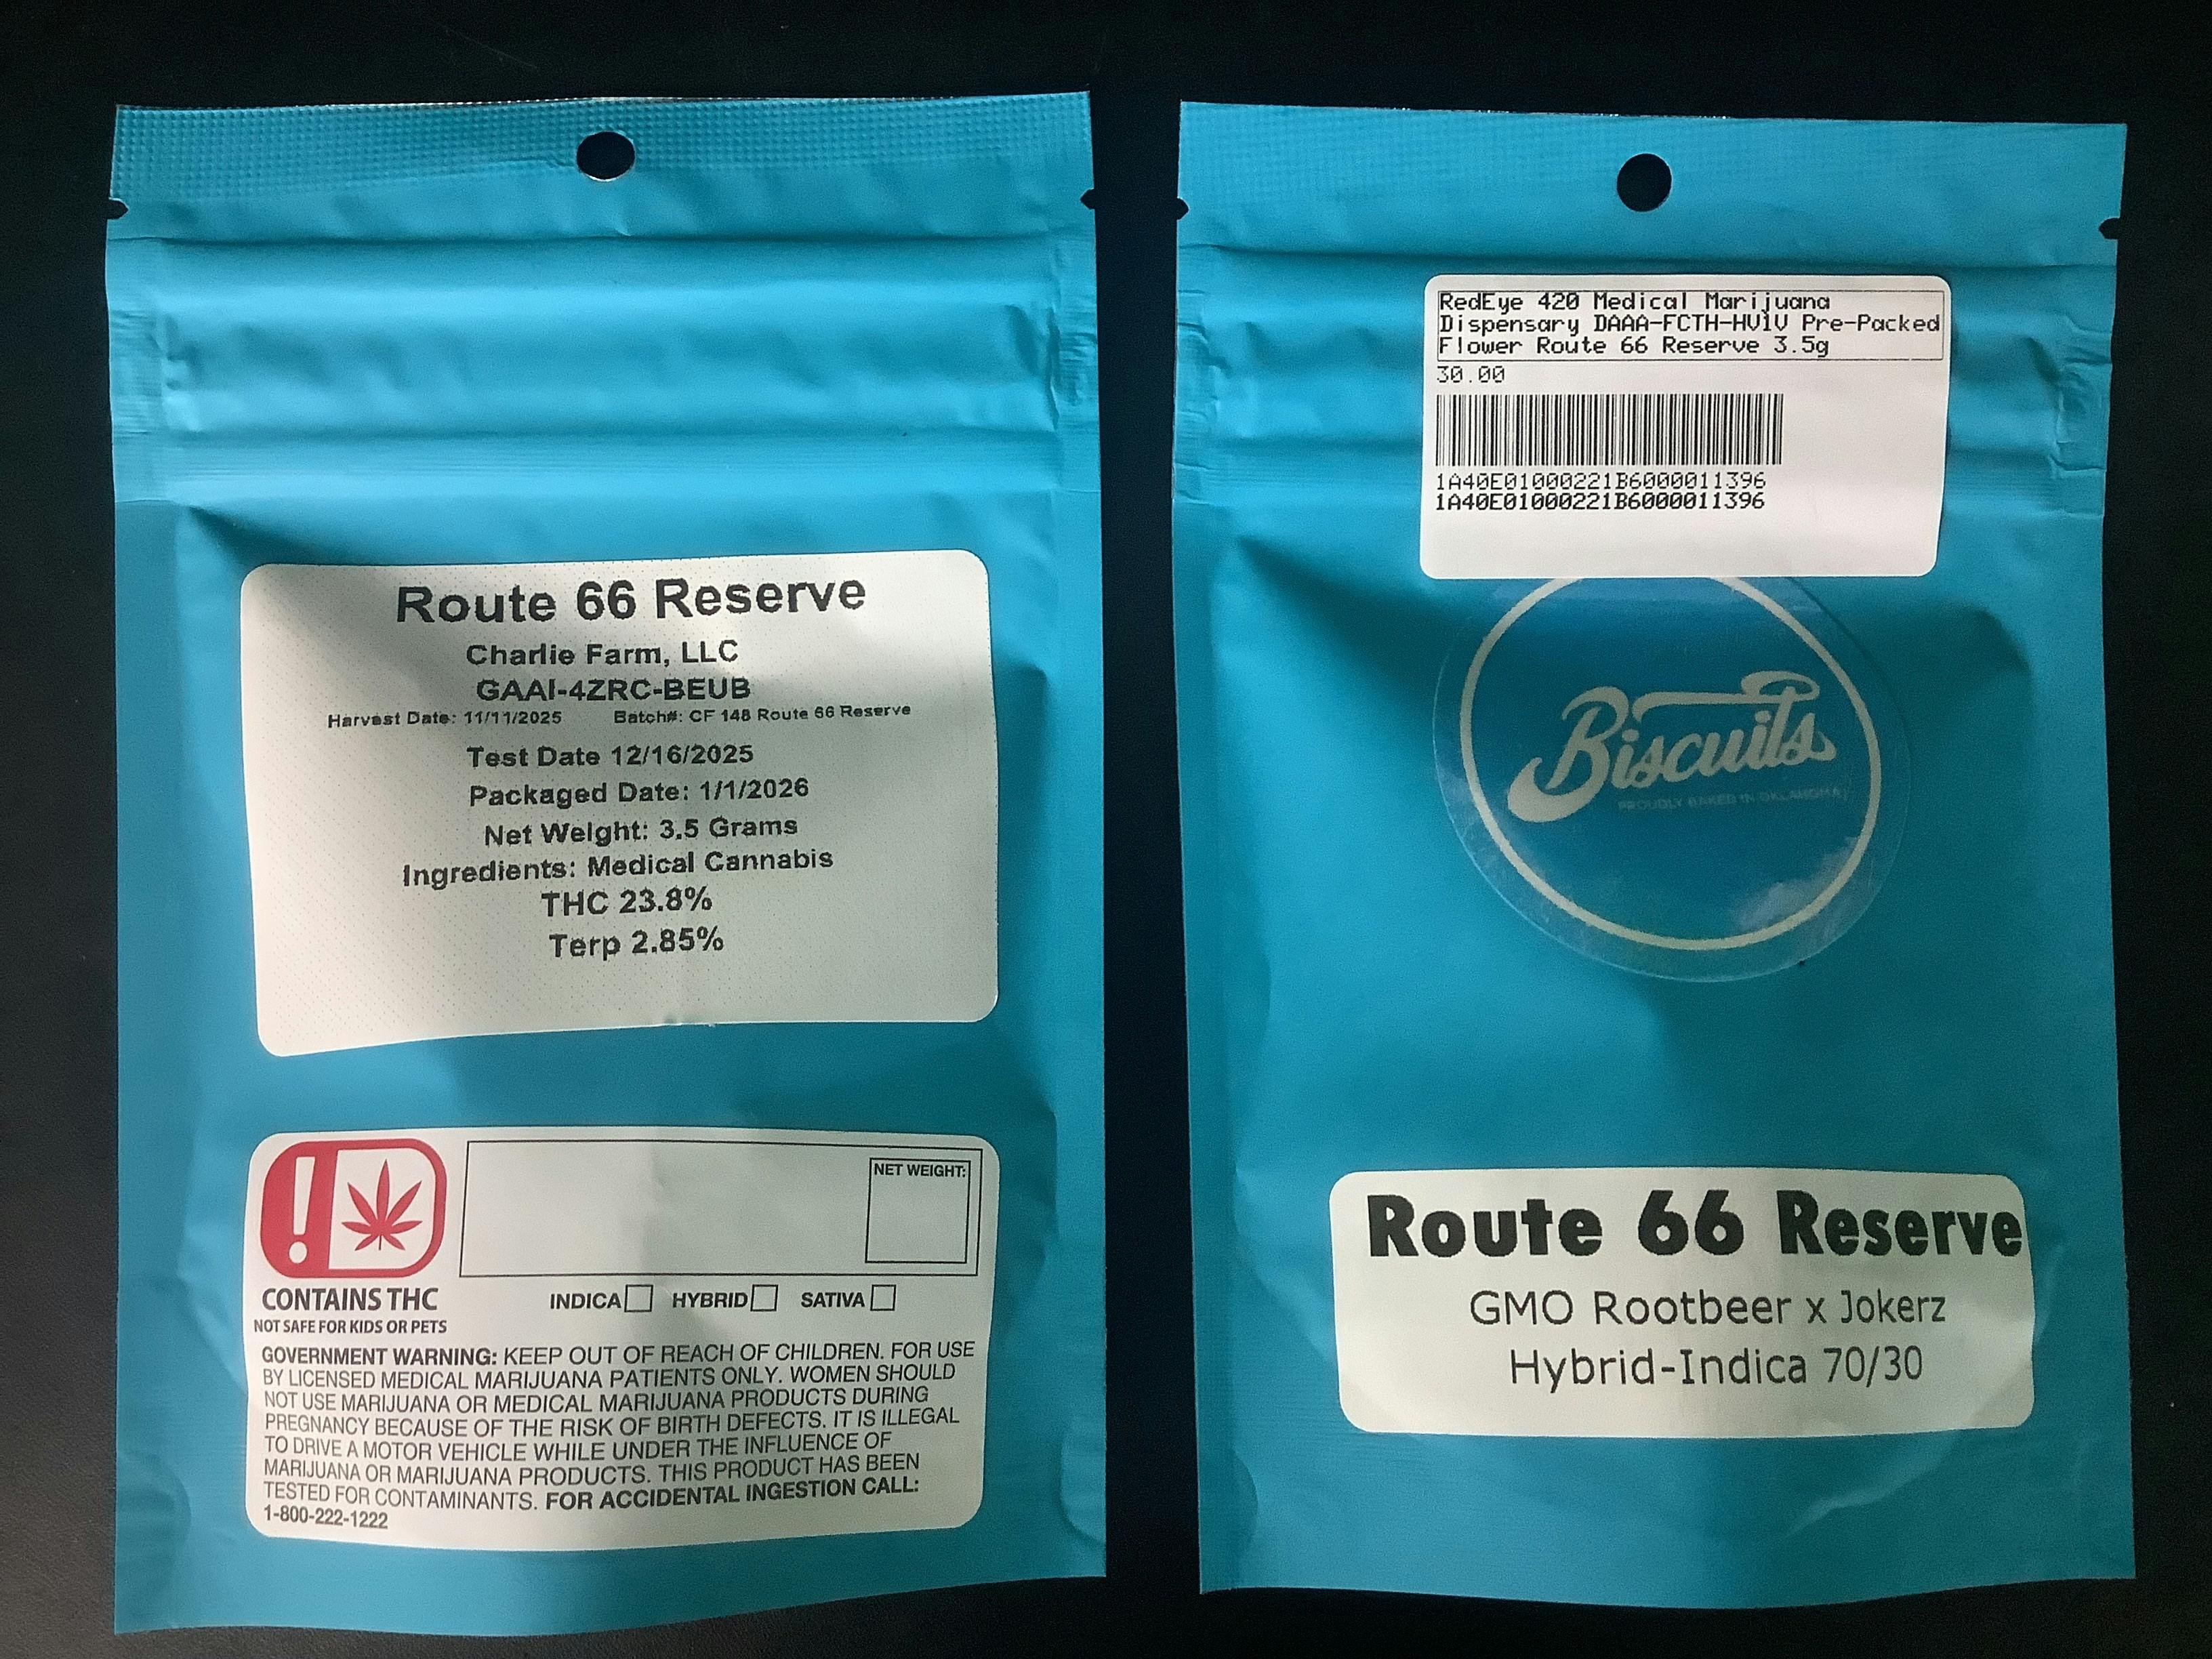 Route 66 Reserve
Charlie Farm, LLC
GAAI-4ZRC-BEUB
Harvest Date: 11/11/2025 Batch#: CF 148 Route 66 Reserve
Test Date 12/16/2025
Packaged Date: 1/1/2026
Net Weight: 3.5 Grams
Ingredients: Medical Cannabis
THC 23.8%
Terp 2.85%
NET WEIGHT:
CONTAINS THC
NOT SAFE FOR KIDS OR PETS
INDICA HYBRID SATIVA
GOVERNMENT WARNING: KEEP OUT OF REACH OF CHILDREN. FOR USE
BY LICENSED MEDICAL MARIJUANA PATIENTS ONLY. WOMEN SHOULD
NOT USE MARIJUANA OR MEDICAL MARIJUANA PRODUCTS DURING
PREGNANCY BECAUSE OF THE RISK OF BIRTH DEFECTS. IT IS ILLEGAL
TO DRIVE A MOTOR VEHICLE WHILE UNDER THE INFLUENCE OF
MARIJUANA OR MARIJUANA PRODUCTS. THIS PRODUCT HAS BEEN
TESTED FOR CONTAMINANTS. FOR ACCIDENTAL INGESTION CALL:
1-800-222-1222
RedEye 420 Medical Marijuana
Dispensary DAAA-FCTH-HV1V Pre-Packed
Flower Route 66 Reserve 3.5g
30.00
1A40E01000221B6000011396
1A40E01000221B6000011396
Biscuits
PROUDLY BAKED IN OKLAHOMA
Route 66 Reserve
GMO Rootbeer x Jokerz
Hybrid-Indica 70/30